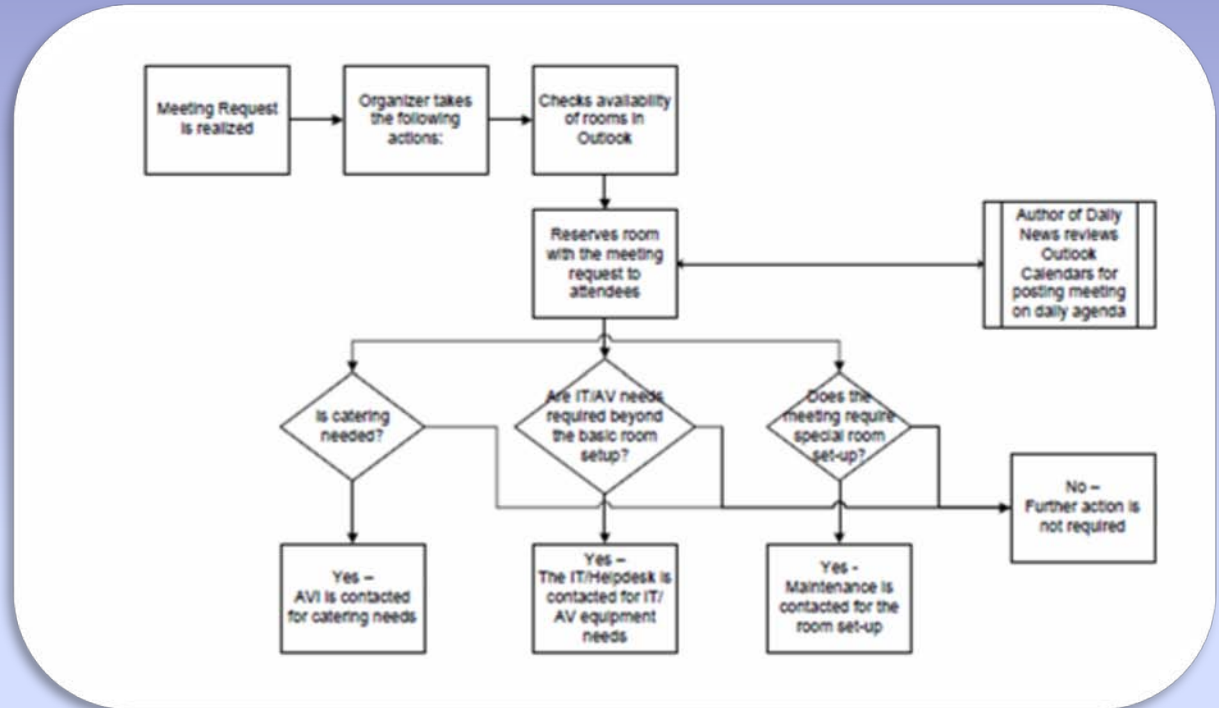 Meeting Request
is realized
Organizer takes
the following
actions:
Checks availability
of rooms in
Outlook
Reserves room
with the meeting
request to
attendees
Author of Daily
News reviews
Outlook
Calendars for
posting meeting
on daily agenda
Is catering
needed?
Are IT/AV needs
required beyond
the basic room
setup?
Does the
meeting require
special room
set-up?
No –
Further action is
not required
Yes –
AVI is contacted
for catering needs
Yes –
The IT/Helpdesk is
contacted for IT/
AV equipment
needs
Yes -
Maintenance is
contacted for the
room set-up